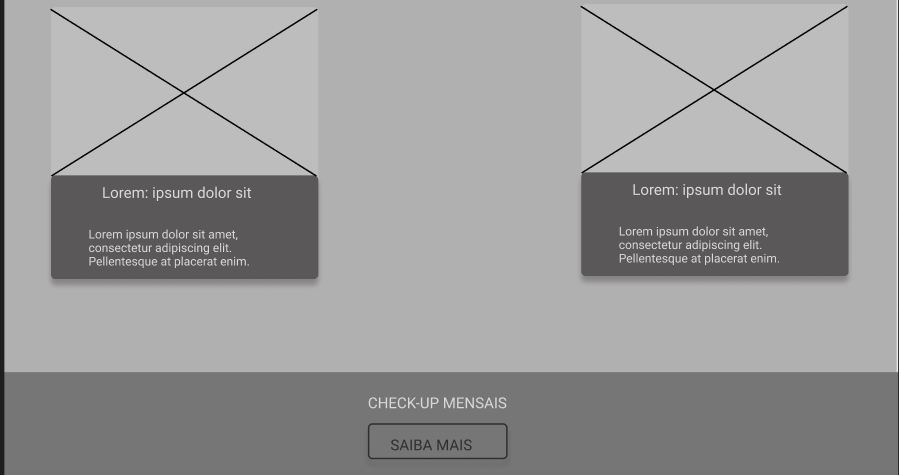 Lorem: ipsum dolor sit
Lorem ipsum dolor sit amet,
consectetur adipiscing elit.
Pellentesque at placerat enim.
Lorem: ipsum dolor sit
Lorem ipsum dolor sit amet,
consectetur adipiscing elit.
Pellentesque at placerat enim.
CHECK-UP MENSAIS
SAIBA MAIS